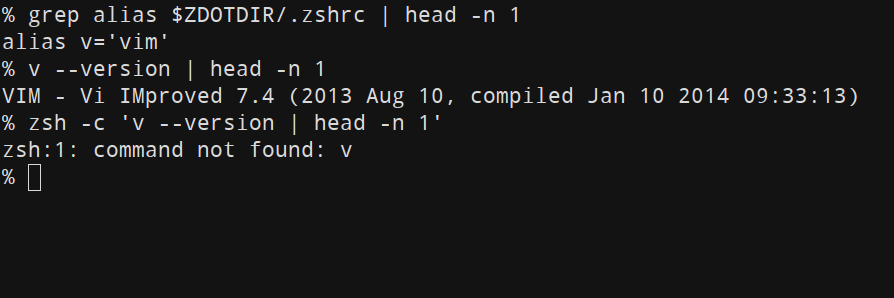 % grep alias $ZDOTDIR/.zshrc | head -n 1
alias v='vim'
% v --version | head -n 1
VIM - Vi IMproved 7.4 (2013 Aug 10, compiled Jan 10 2014 09:33:13)
% zsh -c 'v --version | head -n 1'
zsh:1: command not found: v
%